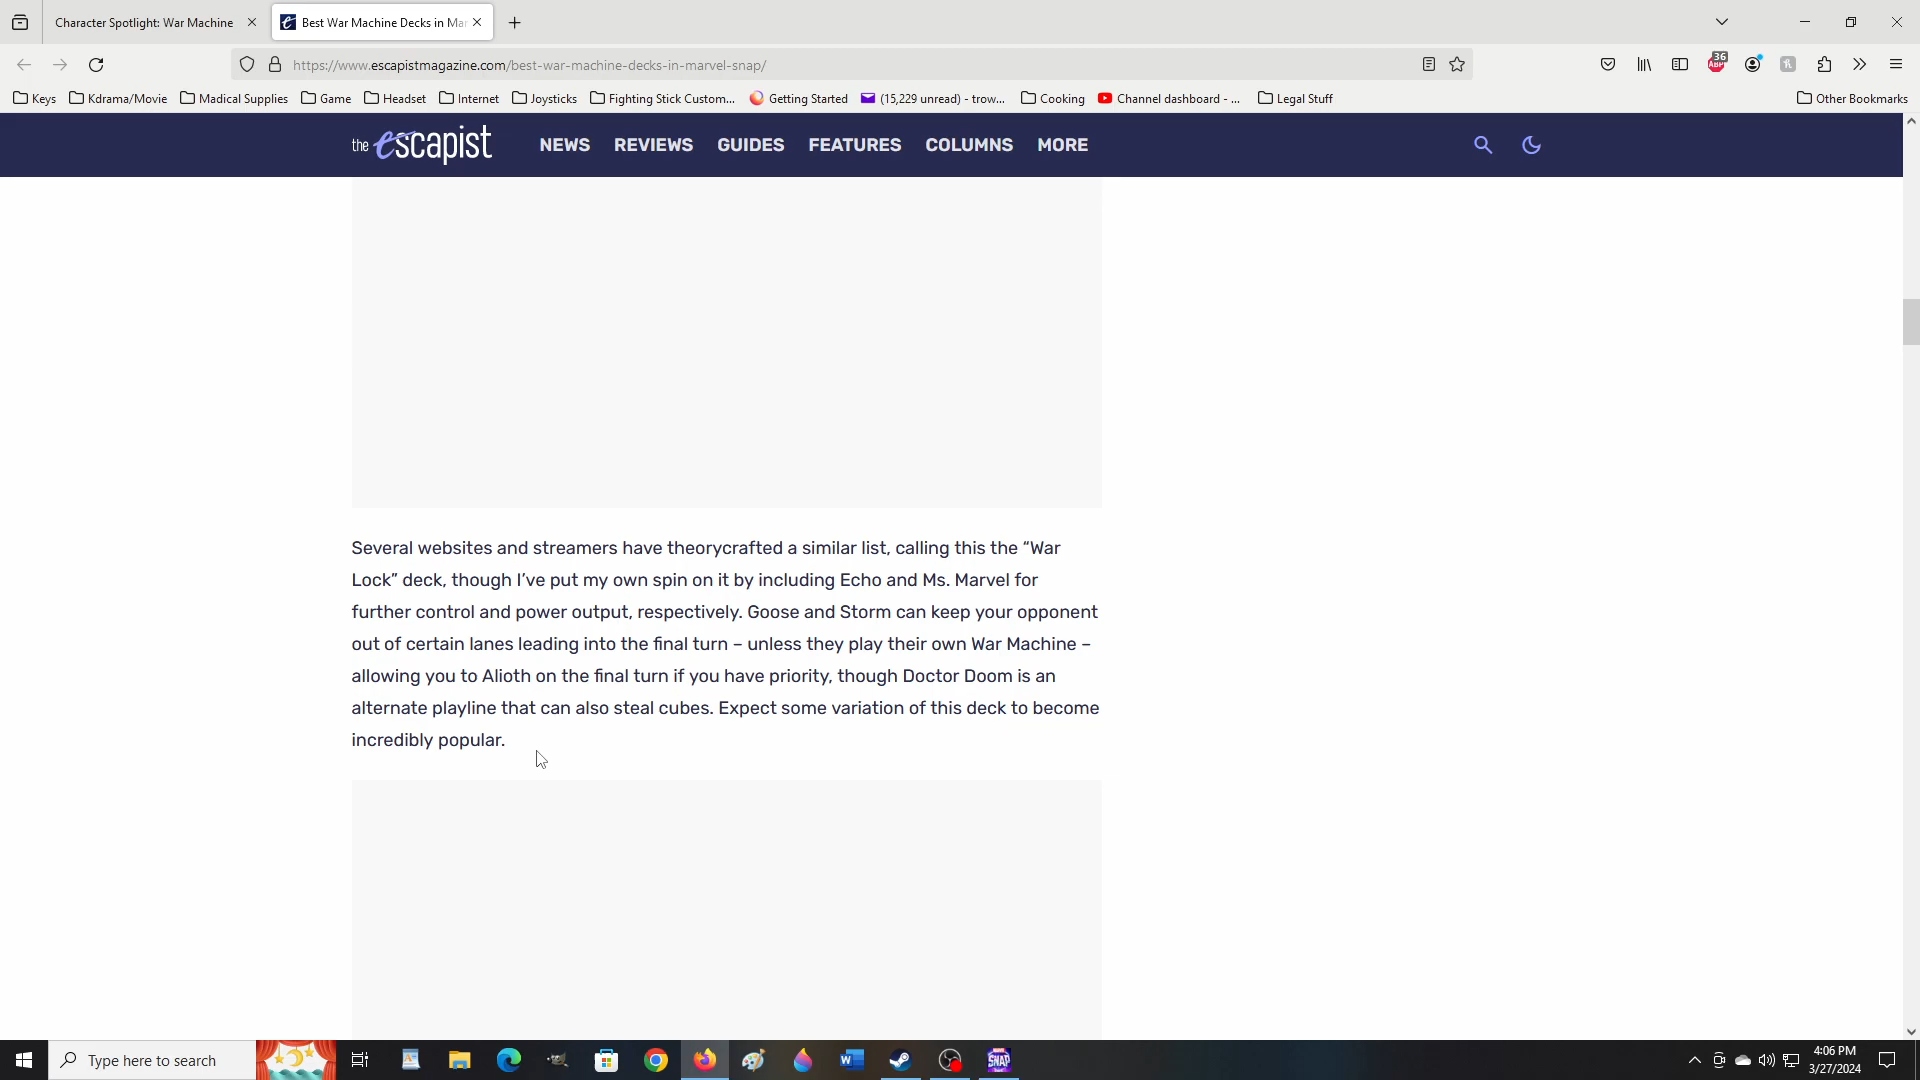 Character Spotlight: War Machine
Best War Machine Decks in Mar
https://www.escapistmagazine.com/best-war-machine-decks-in-marvel-snap/
36
ABP
Keys
Kdrama/Movie
Madical Supplies
Game
Headset
Internet
Joysticks
Fighting Stick Custom...
Getting Started
(15,229 unread) - trow...
Cooking
Channel dashboard - ...
Legal Stuff
Other Bookmarks
the escapist
NEWS
REVIEWS
GUIDES
FEATURES
COLUMNS
MORE
Several websites and streamers have theorycrafted a similar list, calling this the “War
Lock” deck, though I’ve put my own spin on it by including Echo and Ms. Marvel for
further control and power output, respectively. Goose and Storm can keep your opponent
out of certain lanes leading into the final turn – unless they play their own War Machine –
allowing you to Alioth on the final turn if you have priority, though Doctor Doom is an
alternate playline that can also steal cubes. Expect some variation of this deck to become
incredibly popular.
Type here to search
SNAP
4:06 PM
3/27/2024